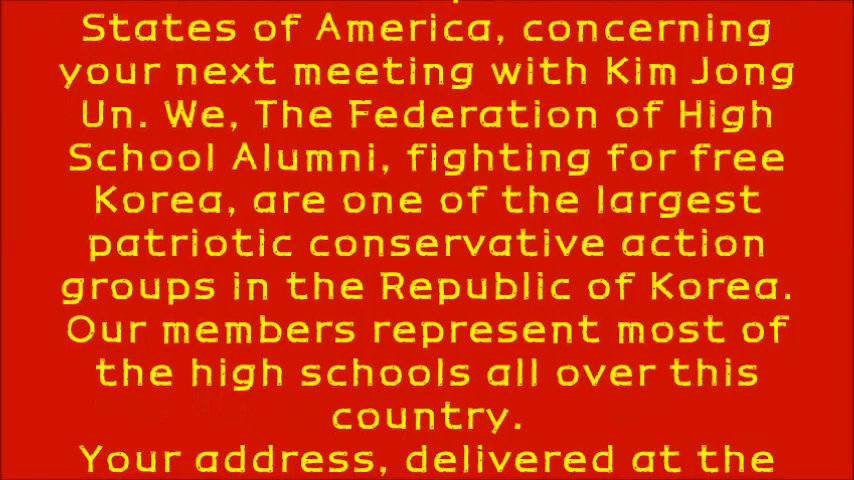 States of America, concerning
your next meeting with Kim Jong
Un. We, The Federation of High
School Alumni, fighting for free
Korea, are one of the largest
patriotic conservative action
groups in the Republic of Korea.
Our members represent most of
the high schools all over this
country.
Your address, delivered at the